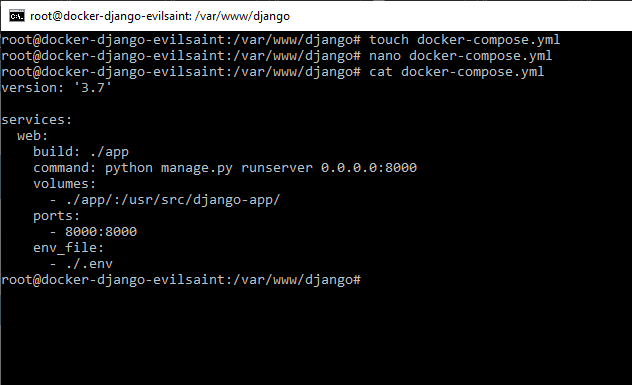 root@docker-django-evilsaint: /var/www/django
root@docker-django-evilsaint:/var/www/django# touch docker-compose.yml
root@docker-django-evilsaint:/var/www/django# nano docker-compose.yml
root@docker-django-evilsaint:/var/www/django# cat docker-compose.yml
version: '3.7'

services:
  web:
    build: ./app
    command: python manage.py runserver 0.0.0.0:8000
    volumes:
      - ./app/:/usr/src/django-app/
    ports:
      - 8000:8000
    env_file:
      - ./.env
root@docker-django-evilsaint:/var/www/django#